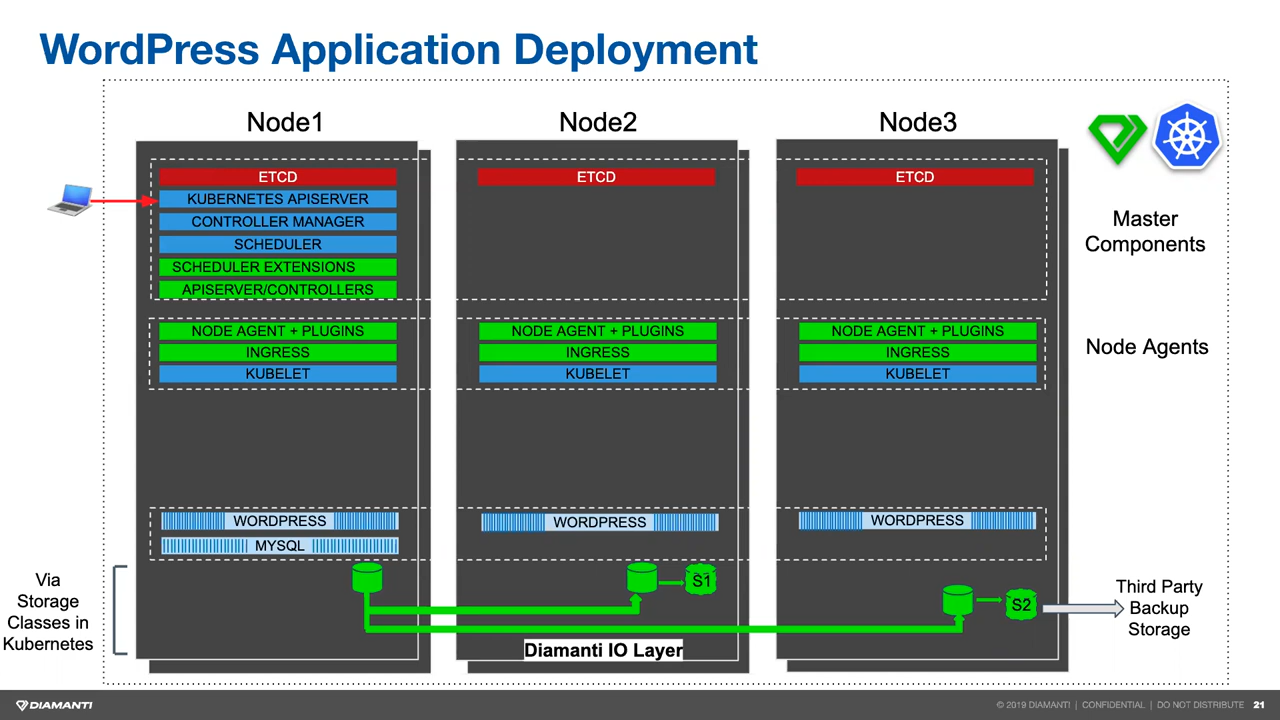 WordPress Application Deployment
Node1
Node2
Node3
ETCD
KUBERNETES APISERVER
CONTROLLER MANAGER
SCHEDULER
SCHEDULER EXTENSIONS
APISERVER/CONTROLLERS
ETCD
ETCD
Master
Components
NODE AGENT + PLUGINS
INGRESS
KUBELET
NODE AGENT + PLUGINS
INGRESS
KUBELET
NODE AGENT + PLUGINS
INGRESS
KUBELET
Node Agents
WORDPRESS
MYSQL
WORDPRESS
WORDPRESS
Via
Storage
Classes in
Kubernetes
S1
S2
Third Party
Backup
Storage
Diamanti IO Layer
DIAMANTI
© 2019 DIAMANTI | CONFIDENTIAL | DO NOT DISTRIBUTE 21